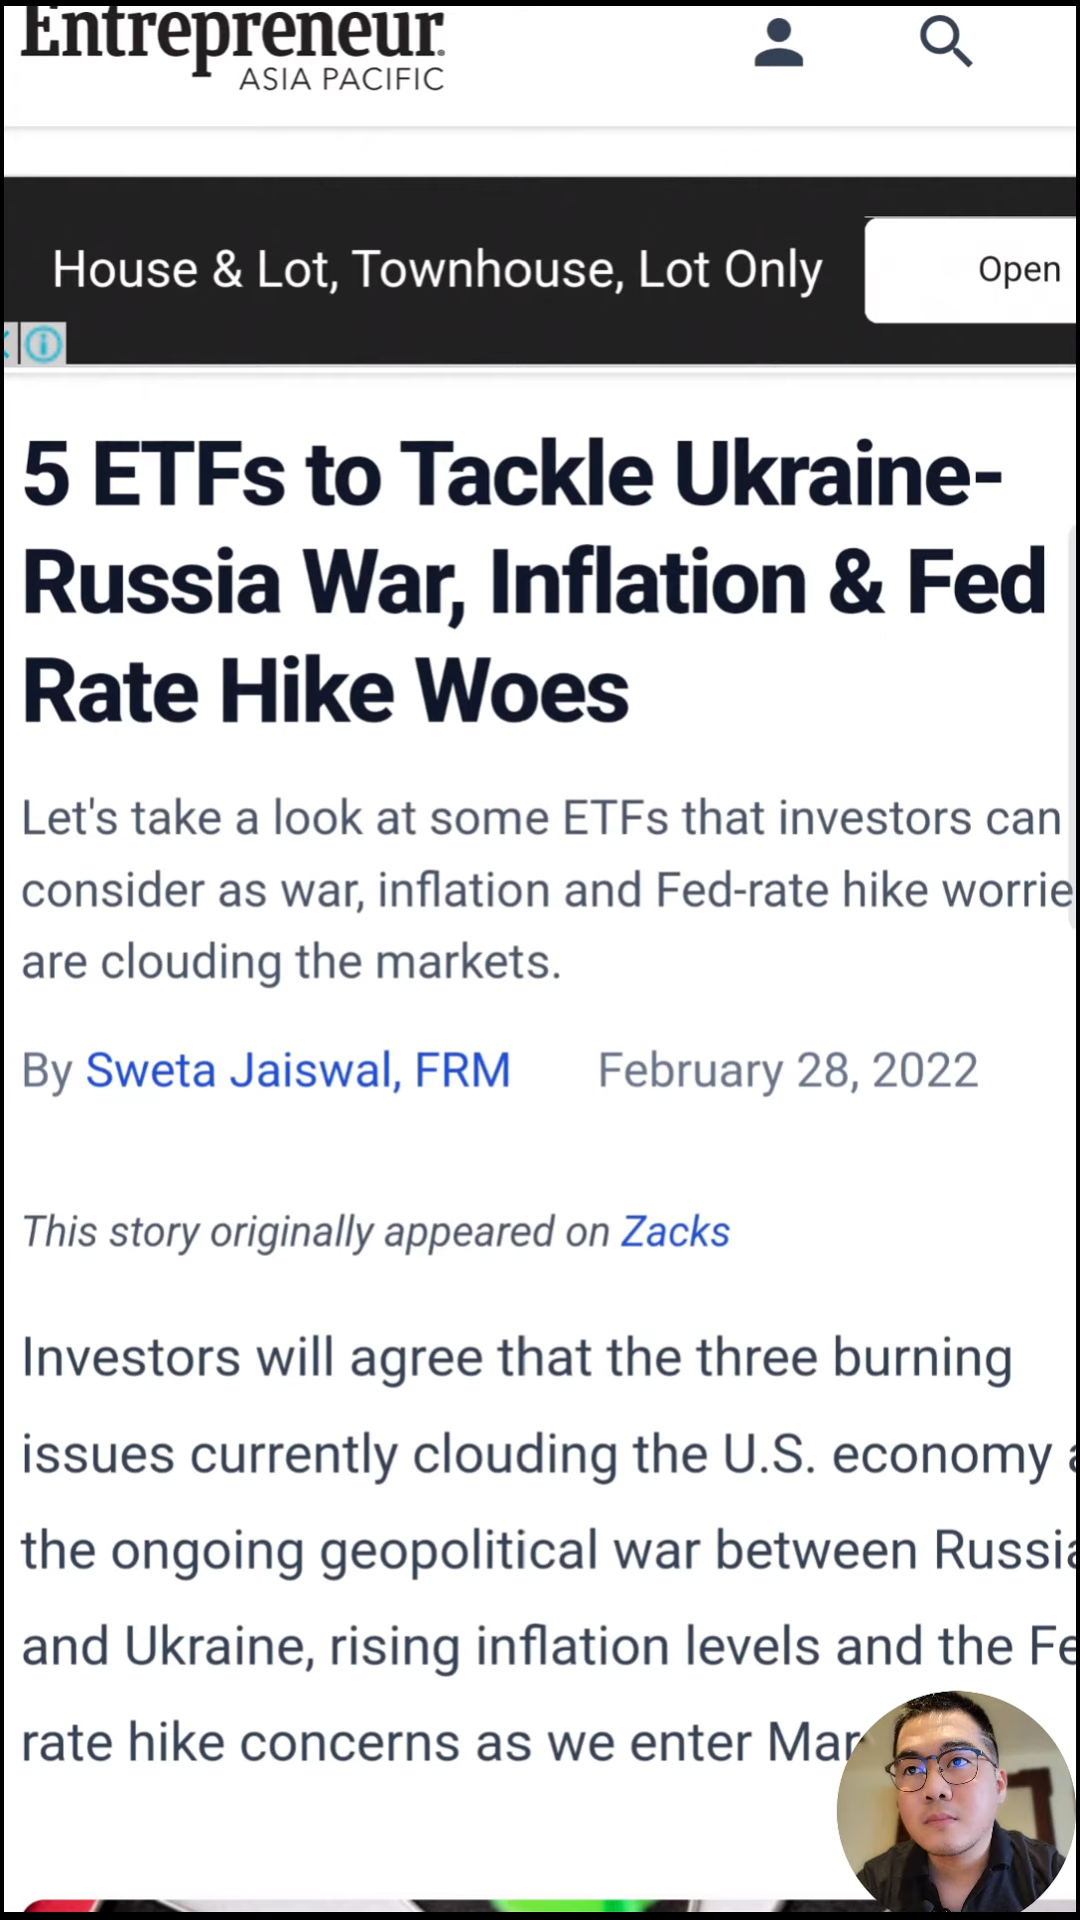 Entrepreneur
ASIA PACIFIC
House & Lot, Townhouse, Lot Only
Open
5 ETFs to Tackle Ukraine-
Russia War, Inflation & Fed
Rate Hike Woes
Let's take a look at some ETFs that investors can
consider as war, inflation and Fed-rate hike worrie
are clouding the markets.
By Sweta Jaiswal, FRM February 28, 2022
This story originally appeared on Zacks
Investors will agree that the three burning
issues currently clouding the U.S. economy a
the ongoing geopolitical war between Russia
and Ukraine, rising inflation levels and the Fe
rate hike concerns as we enter Mar